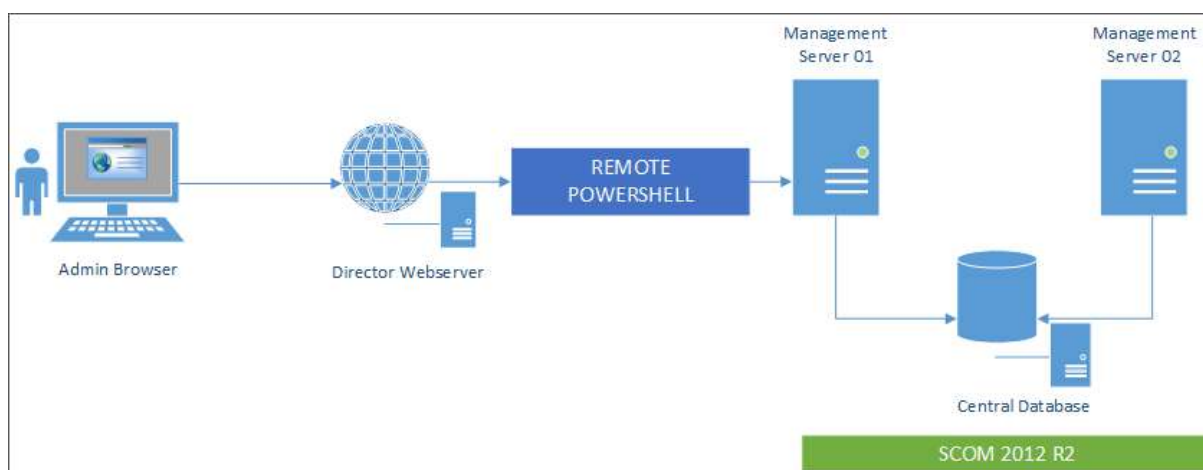 Management
Server 01
Management
Server 02
REMOTE
POWERSHELL
Admin Browser
Director Webserver
Central Database
SCOM 2012 R2